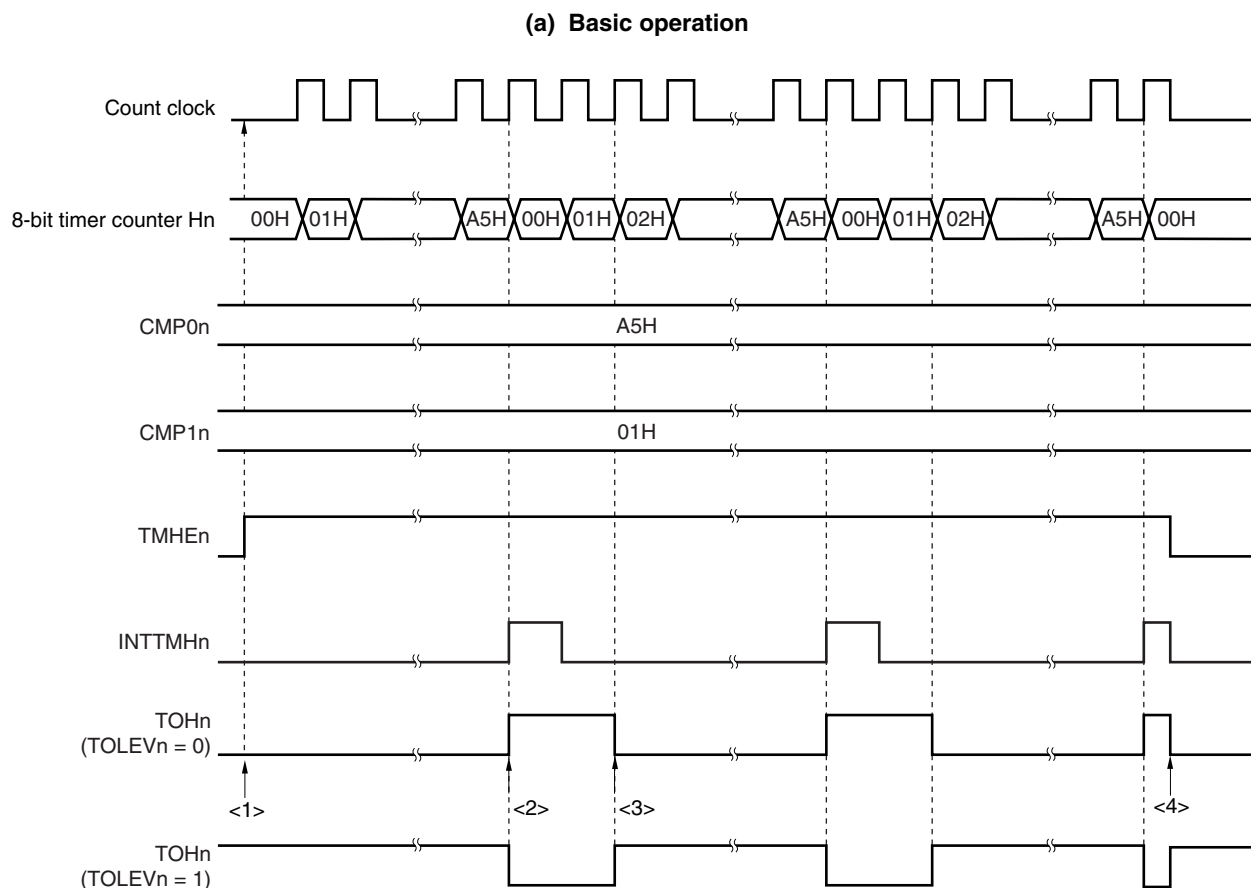 (a) Basic operation
Count clock
8-bit timer counter Hn
00H 01H A5H 00H 01H 02H A5H 00H 01H 02H A5H 00H
CMP0n
A5H
CMP1n
01H
TMHEn
INTTMHn
TOHn
(TOLEVn = 0)
<1> <2> <3> <4>
TOHn
(TOLEVn = 1)